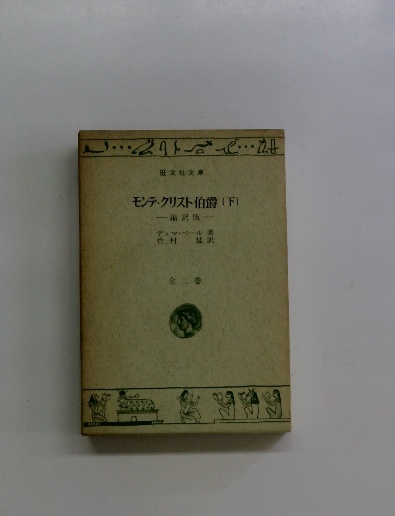 旺文社文庫
モンテ・クリスト伯爵(下)
—縮訳版—
デュマ・ペール 著
竹村 猛 訳
全二巻